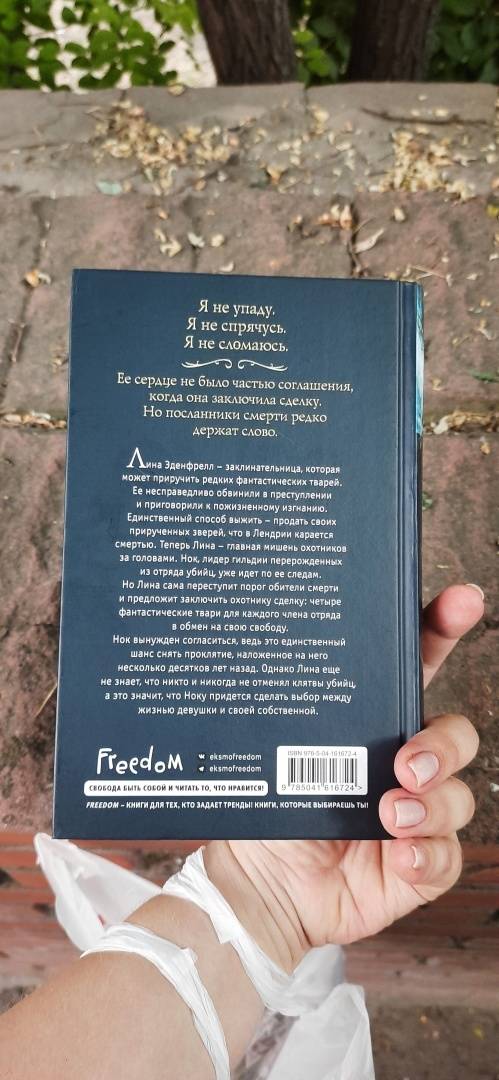 Я не упаду.
Я не спрячусь.
Я не сломаюсь.
Ее сердце не было частью соглашения,
когда она заключила сделку.
Но посланники смерти редко
держат слово.
Лина Эденфрелл – заклинательница, которая
может приручить редких фантастических тварей.
Ее несправедливо обвинили в преступлении
и приговорили к пожизненному изгнанию.
Единственный способ выжить – продать своих
прирученных зверей, что в Лендрии карается
смертью. Теперь Лина – главная мишень охотников
за головами. Нок, лидер гильдии перерожденных
из отряда убийц, уже идет по ее следам.
Но Лина сама переступит порог обители смерти
и предложит заключить охотнику сделку: четыре
фантастические твари для каждого члена отряда
в обмен на свою свободу.
Нок вынужден согласиться, ведь это единственный
шанс снять проклятие, наложенное на него
несколько десятков лет назад. Однако Лина еще
не знает, что никто и никогда не отменял клятвы убийц,
а это значит, что Ноку придется сделать выбор между
жизнью девушки и своей собственной.
Freedom
eksmofreedom
eksmofreedom
СВОБОДА БЫТЬ СОБОЙ И ЧИТАТЬ ТО, ЧТО НРАВИТСЯ!
FREEDOM – КНИГИ ДЛЯ ТЕХ, КТО ЗАДАЕТ ТРЕНДЫ! КНИГИ, КОТОРЫЕ ВЫБИРАЕШЬ ТЫ!
ISBN 978-5-04-161672-4
9 785041 616724 >